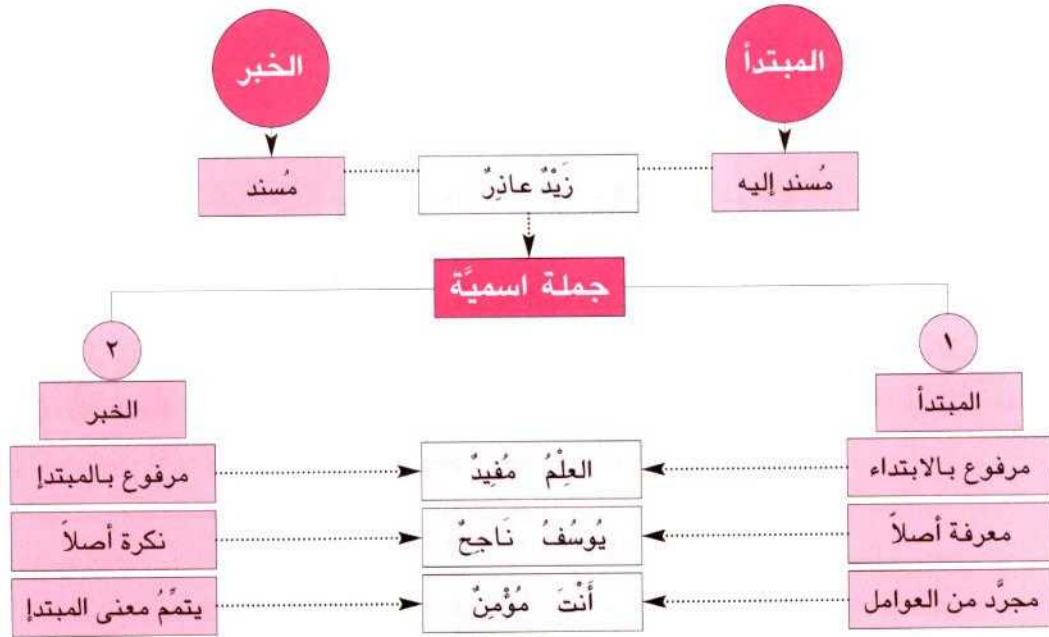 المبتدأ
الخبر
مُسند إليه
زَيْدٌ عاذِرٌ
مُسند
جملة اسميَّة
١
٢
المبتدأ
الخبر
مرفوع بالابتداء
العِلْمُ مُفِيدٌ
مرفوع بالمبتدإ
معرفة أصلاً
يُوسُفُ نَاجِحٌ
نكرة أصلاً
مجرَّد من العوامل
أَنْتَ مُؤْمِنٌ
يتمِّمُ معنى المبتدإ